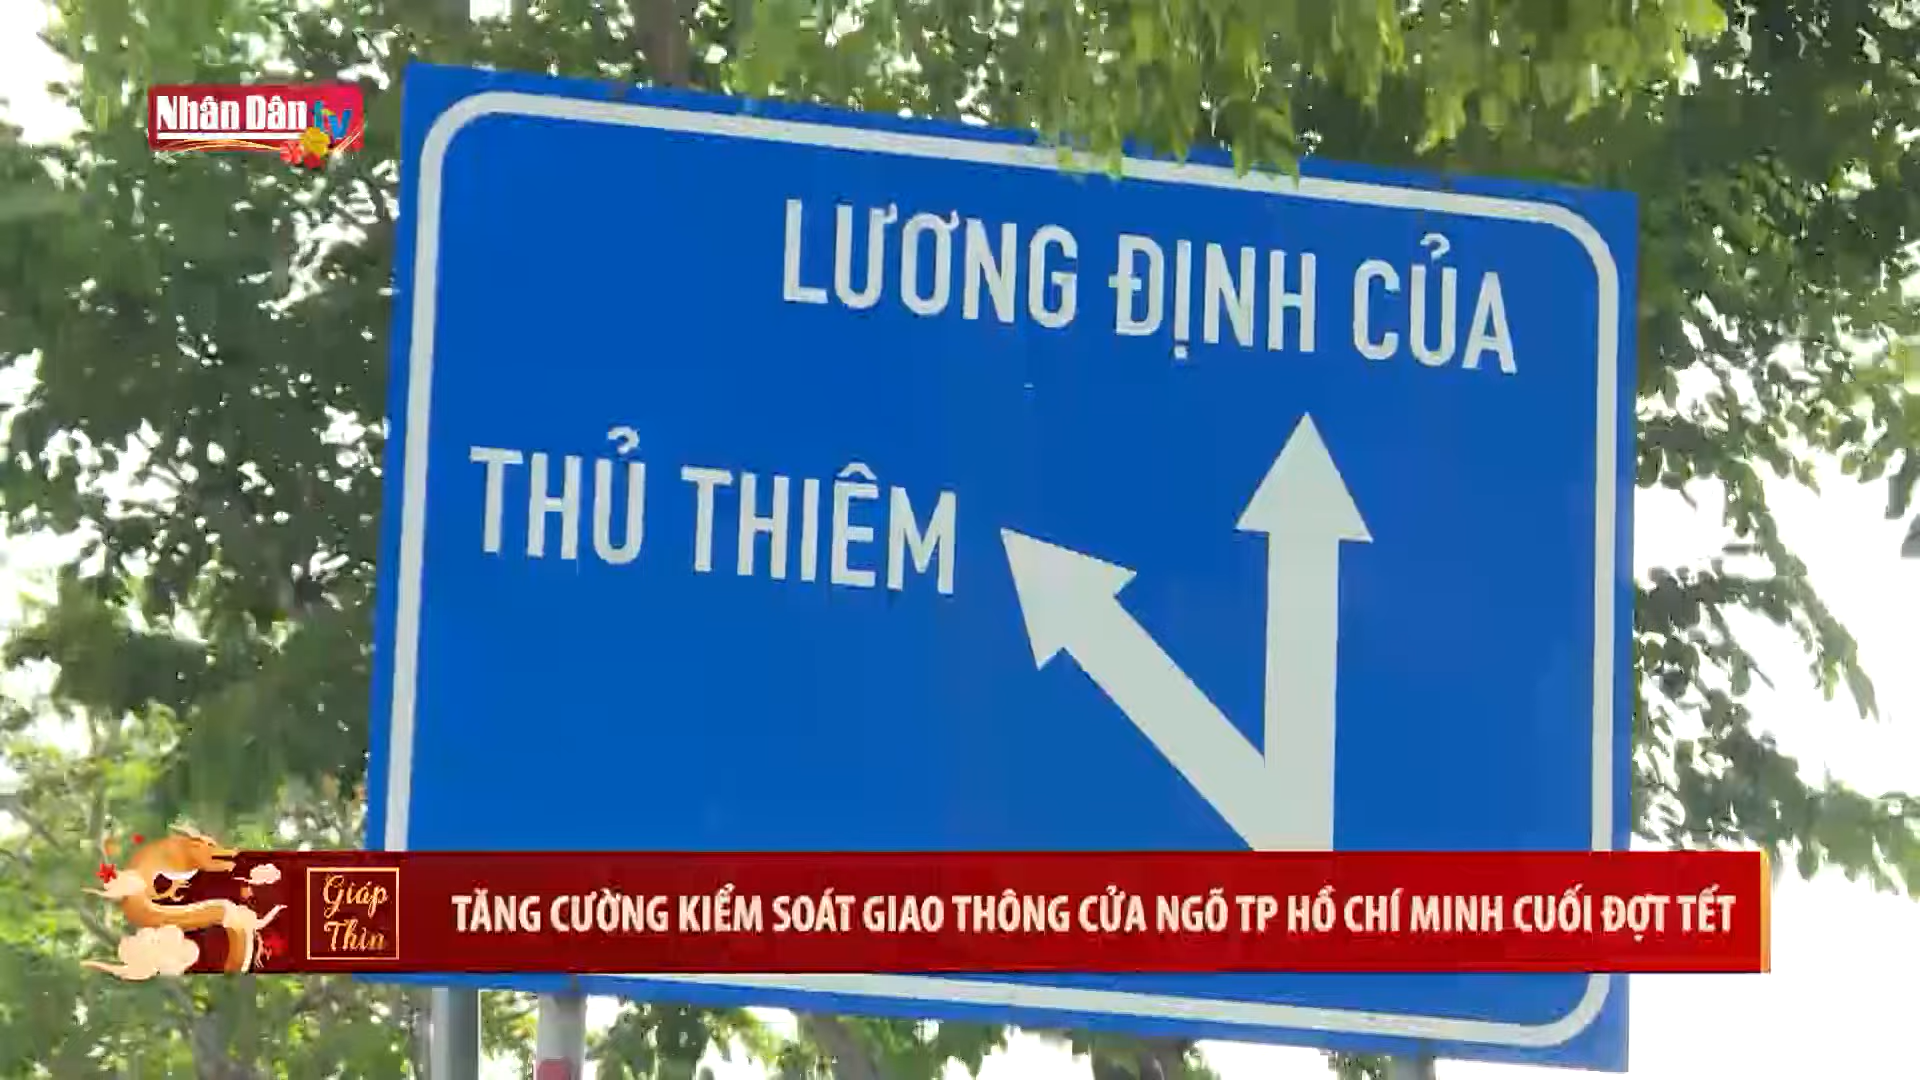 Nhân Dân tv
LƯƠNG ĐỊNH CỦA
THỦ THIÊM
Giáp
Thìn
TĂNG CƯỜNG KIỂM SOÁT GIAO THÔNG CỬA NGÕ TP HỒ CHÍ MINH CUỐI ĐỢT TẾT